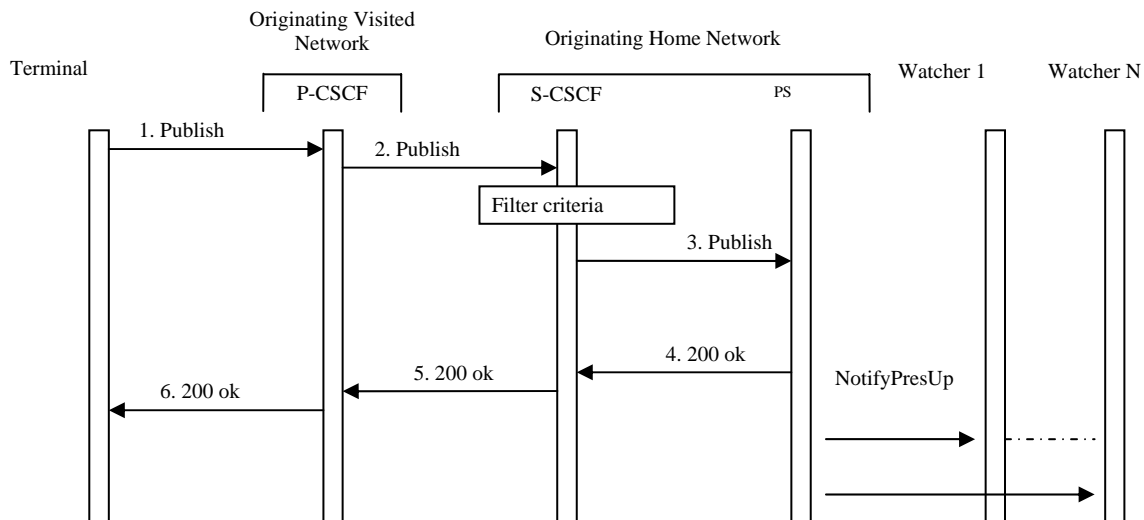 Originating Visited
Network
Originating Home Network
Terminal
Watcher 1
Watcher N
P-CSCF
S-CSCF
PS
1. Publish
2. Publish
Filter criteria
3. Publish
4. 200 ok
5. 200 ok
6. 200 ok
NotifyPresUp